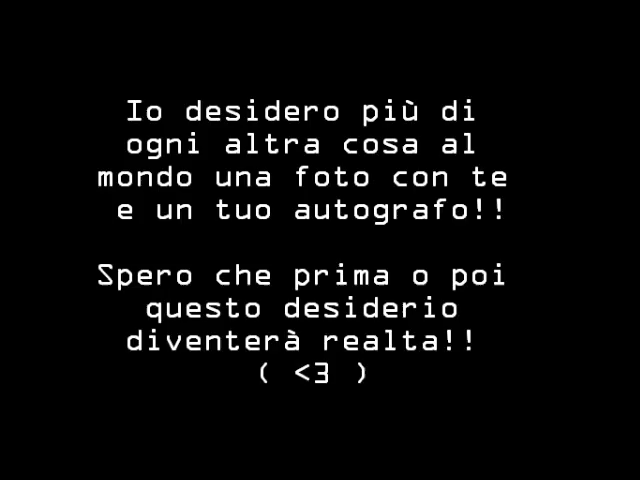 Io desidero più di
ogni altra cosa al
mondo una foto con te
e un tuo autografo!!
Spero che prima o poi
questo desiderio
diventerà realta!!
( <3 )